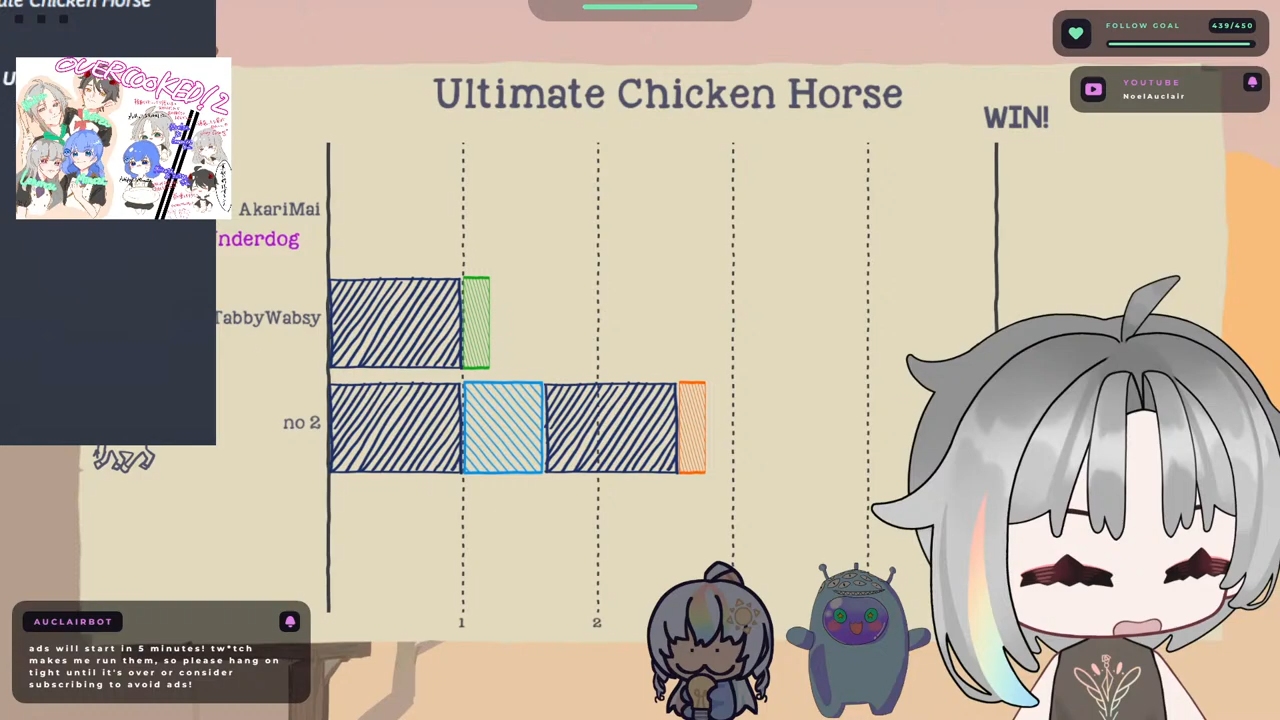 ate Chicken Horse
U
OVERCOOKED! 2
Ultimate Chicken Horse
WIN!
FOLLOW GOAL
439/450
YOUTUBE
NoelAuclair
AkariMai
nderdog
TabbyWabsy
no 2
1
2
AUCLAIRBOT
ads will start in 5 minutes! tw*tch
makes me run them, so please hang on
tight until it's over or consider
subscribing to avoid ads!